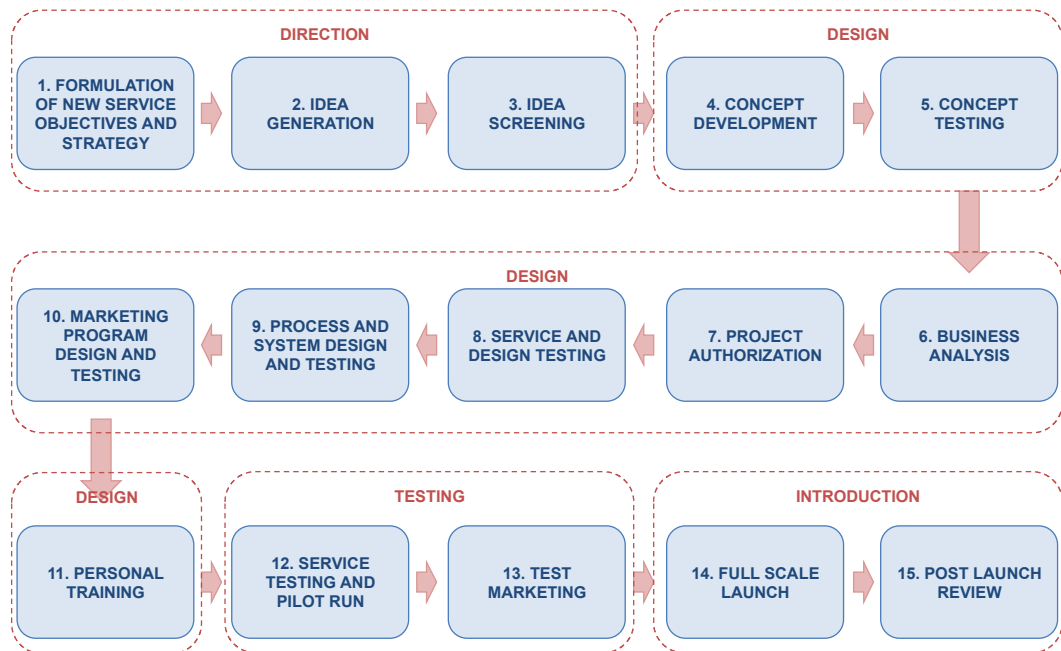 DIRECTION
1. FORMULATION
OF NEW SERVICE
OBJECTIVES AND
STRATEGY
2. IDEA
GENERATION
3. IDEA
SCREENING
DESIGN
4. CONCEPT
DEVELOPMENT
5. CONCEPT
TESTING
DESIGN
10. MARKETING
PROGRAM
DESIGN AND
TESTING
9. PROCESS AND
SYSTEM DESIGN
AND TESTING
8. SERVICE AND
DESIGN TESTING
7. PROJECT
AUTHORIZATION
6. BUSINESS
ANALYSIS
DESIGN
11. PERSONAL
TRAINING
TESTING
12. SERVICE
TESTING AND
PILOT RUN
13. TEST
MARKETING
INTRODUCTION
14. FULL SCALE
LAUNCH
15. POST LAUNCH
REVIEW